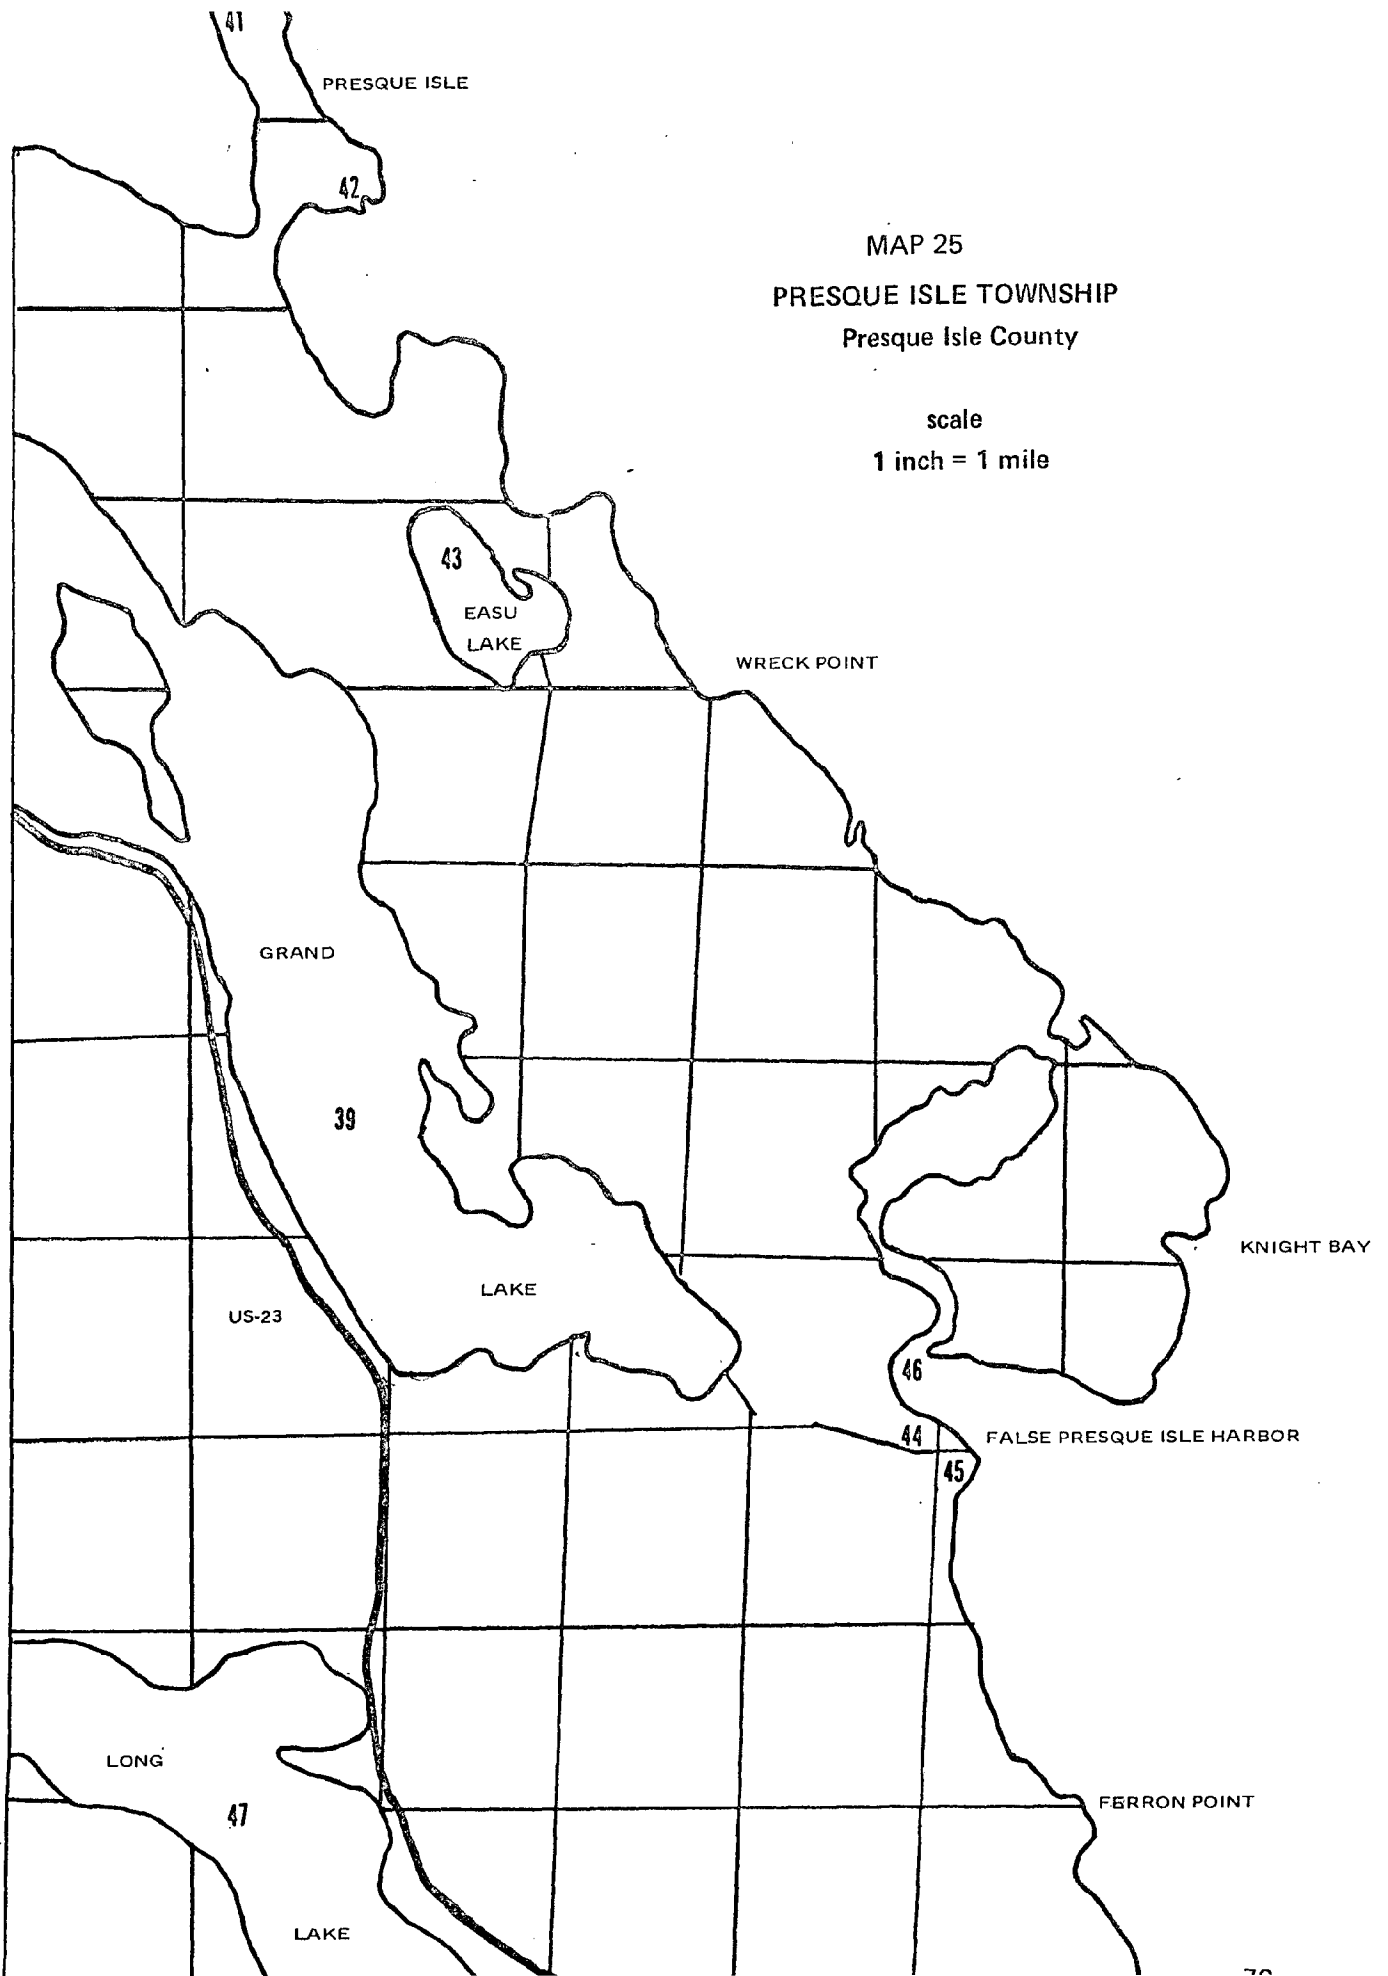 41
PRESQUE ISLE
42
MAP 25
PRESQUE ISLE TOWNSHIP
Presque Isle County
scale
1 inch = 1 mile
43
EASU
LAKE
WRECK POINT
GRAND
39
KNIGHT BAY
LAKE
US-23
46
44
FALSE PRESQUE ISLE HARBOR
45
LONG
47
FERRON POINT
LAKE